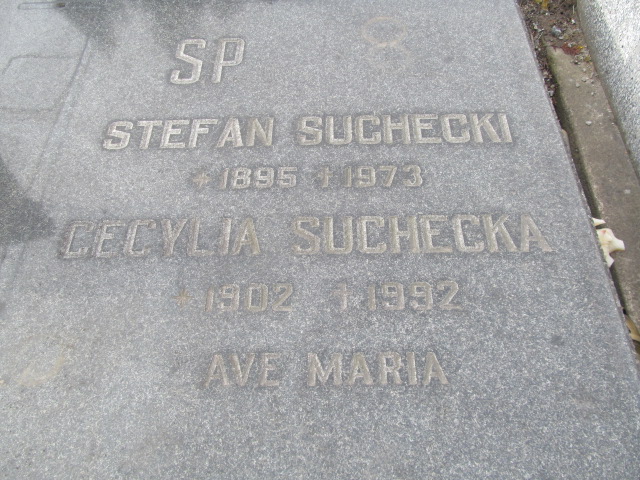 SP
STEFAN SUCHECKI
*1895 †1973
CECYLIA SUCHECKA
*1902 †1992
AVE MARIA